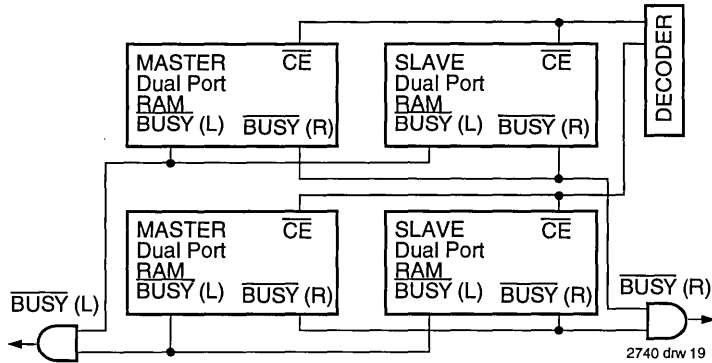 MASTER
Dual Port
RAM
BUSY (L)
CE
BUSY (R)
SLAVE
Dual Port
RAM
BUSY (L)
CE
BUSY (R)
DECODER
MASTER
Dual Port
RAM
BUSY (L)
CE
BUSY (R)
SLAVE
Dual Port
RAM
BUSY (L)
CE
BUSY (R)
BUSY (L)
BUSY (R)
2740 drw 19